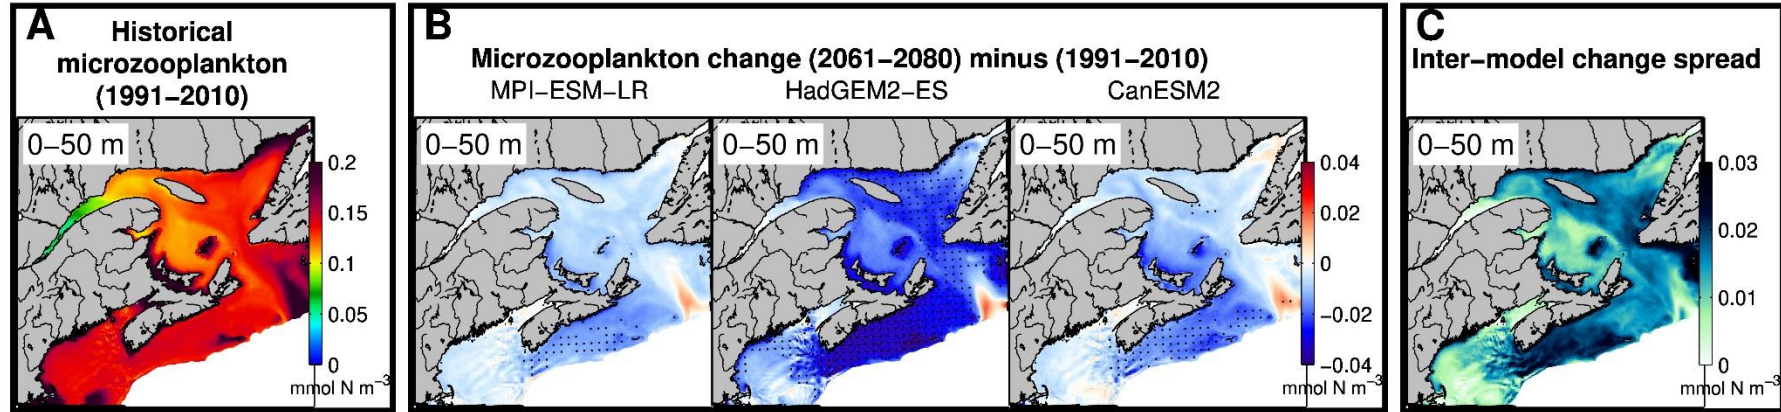 A
Historical
microzooplankton
(1991−2010)
0−50 m
0.2
0.15
0.1
0.05
0
mmol N m⁻³
B
Microzooplankton change (2061−2080) minus (1991−2010)
MPI−ESM−LR
HadGEM2−ES
CanESM2
0−50 m
0−50 m
0−50 m
0.04
0.02
0
−0.02
−0.04
mmol N m⁻³
C
Inter−model change spread
0−50 m
0.03
0.02
0.01
0
mmol N m⁻³